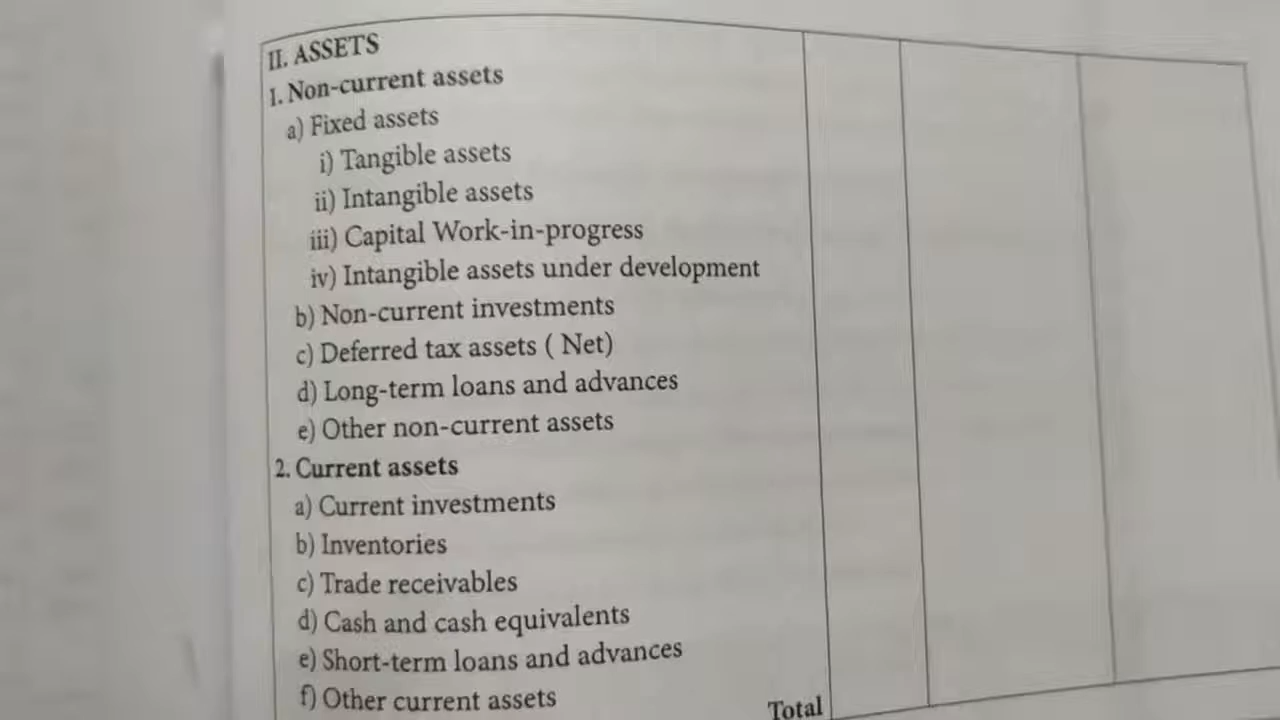 II. ASSETS
1. Non-current assets
a) Fixed assets
i) Tangible assets
ii) Intangible assets
iii) Capital Work-in-progress
iv) Intangible assets under development
b) Non-current investments
c) Deferred tax assets ( Net)
d) Long-term loans and advances
e) Other non-current assets
2. Current assets
a) Current investments
b) Inventories
c) Trade receivables
d) Cash and cash equivalents
e) Short-term loans and advances
f) Other current assets
Total